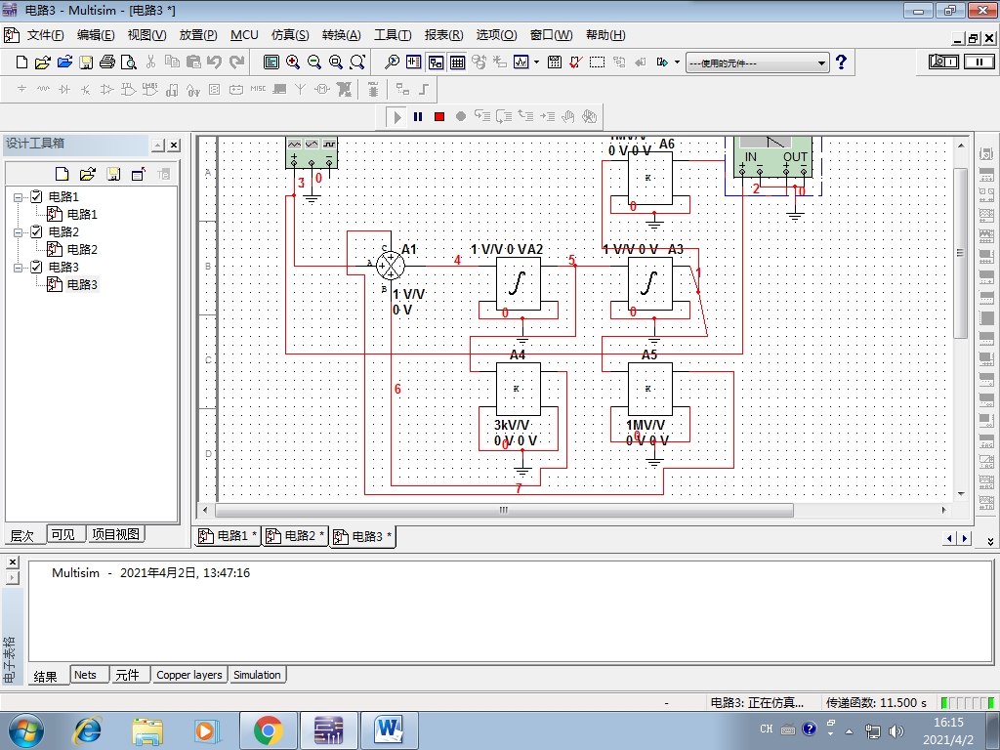 电路3 - Multisim - [电路3 *]
文件(F) 编辑(E) 视图(V) 放置(P) MCU 仿真(S) 转换(A) 工具(T) 报表(R) 选项(O) 窗口(W) 帮助(H)
---使用的元件---
MISC
设计工具箱
电路1
电路1
电路2
电路2
电路3
电路3
层次 可见 项目视图
A
B
C
D
3 0
1MV/V
0 V 0 V A6
K
0
IN OUT
2 0
C A1
A
B
1 V/V
0 V
4
1 V/V 0 V A2
0
5
1 V/V 0 V A3
0
1
A4
K
3kV/V
0 V 0 V
0
A5
K
1MV/V
0 V 0 V
0
6
7
电路1 * 电路2 * 电路3 *
Multisim - 2021年4月2日, 13:47:16
电子表格
结果 Nets 元件 Copper layers Simulation
- 电路3: 正在仿真... 传递函数: 11.500 s
CH
16:15
2021/4/2